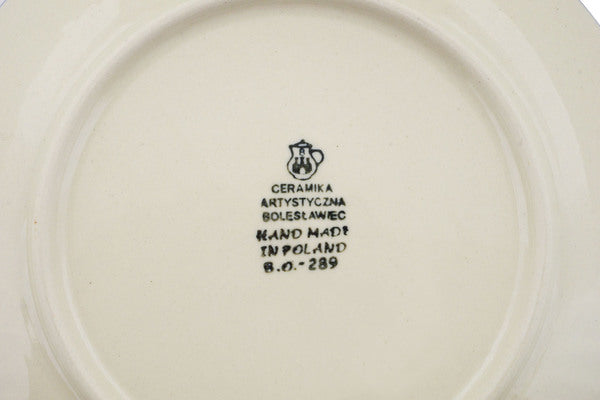 CERAMIKA
ARTYSTYCZNA
BOLESŁAWIEC
HAND MADE
IN POLAND
B.O.-289